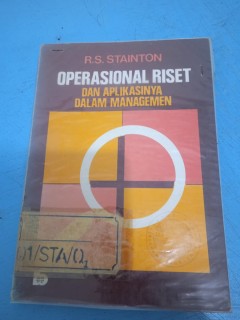 R.S. STAINTON
OPERASIONAL RISET
DAN APLIKASINYA
DALAM MANAGEMEN